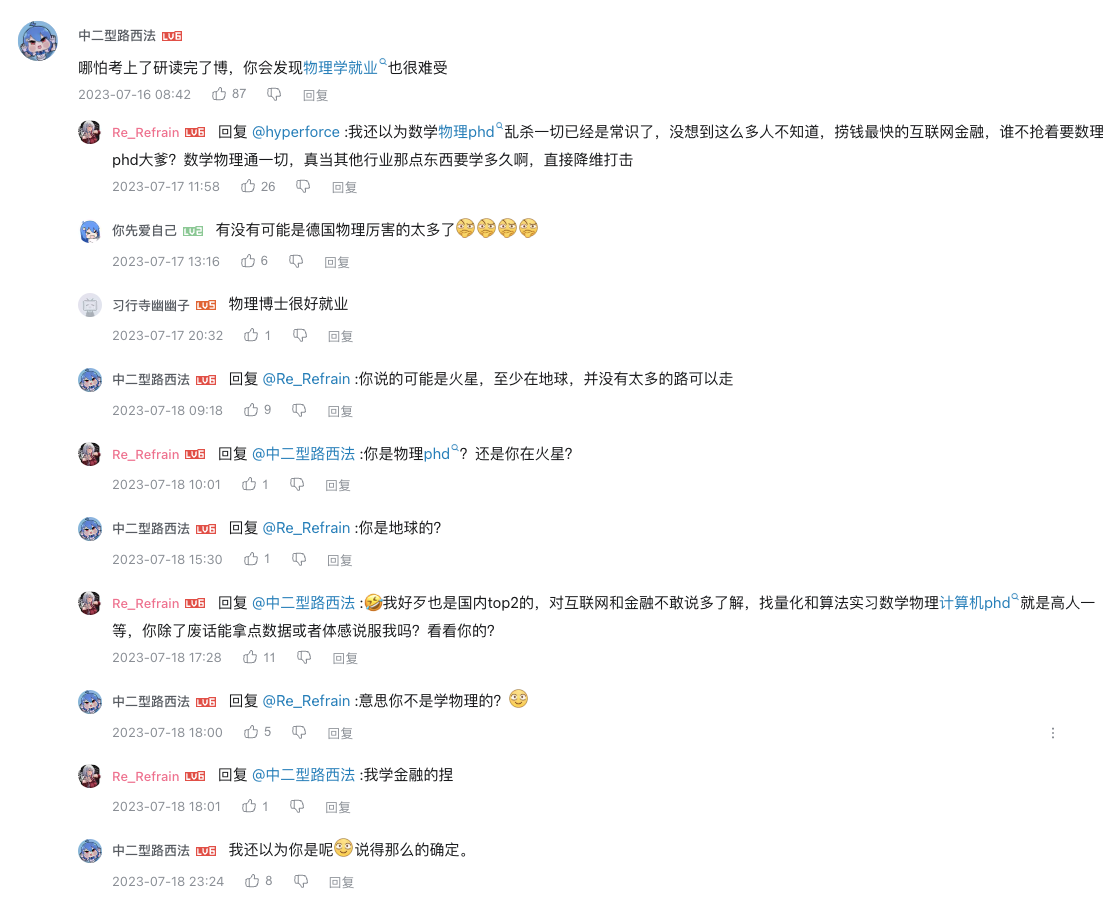 中二型路西法 LV6
哪怕考上了研读完了博，你会发现物理学就业也很难受
2023-07-16 08:42 87 回复
Re_Refrain LV6 回复 @hyperforce :我还以为数学物理phd乱杀一切已经是常识了，没想到这么多人不知道，捞钱最快的互联网金融，谁不抢着要数理
phd大爹？数学物理通一切，真当其他行业那点东西要学多久啊，直接降维打击
2023-07-17 11:58 26 回复
你先爱自己 LV2 有没有可能是德国物理厉害的太多了
2023-07-17 13:16 6 回复
习行寺幽幽子 LV5 物理博士很好就业
2023-07-17 20:32 1 回复
中二型路西法 LV6 回复 @Re_Refrain :你说的可能是火星，至少在地球，并没有太多的路可以走
2023-07-18 09:18 9 回复
Re_Refrain LV6 回复 @中二型路西法 :你是物理phd？还是你在火星？
2023-07-18 10:01 1 回复
中二型路西法 LV6 回复 @Re_Refrain :你是地球的？
2023-07-18 15:30 1 回复
Re_Refrain LV6 回复 @中二型路西法 :🤣我好歹也是国内top2的，对互联网和金融不敢说多了解，找量化和算法实习数学物理计算机phd就是高人一
等，你除了废话能拿点数据或者体感说服我吗？看看你的？
2023-07-18 17:28 11 回复
中二型路西法 LV6 回复 @Re_Refrain :意思你不是学物理的？
2023-07-18 18:00 5 回复
Re_Refrain LV6 回复 @中二型路西法 :我学金融的捏
2023-07-18 18:01 1 回复
中二型路西法 LV6 我还以为你是呢说得那么的确定。
2023-07-18 23:24 8 回复